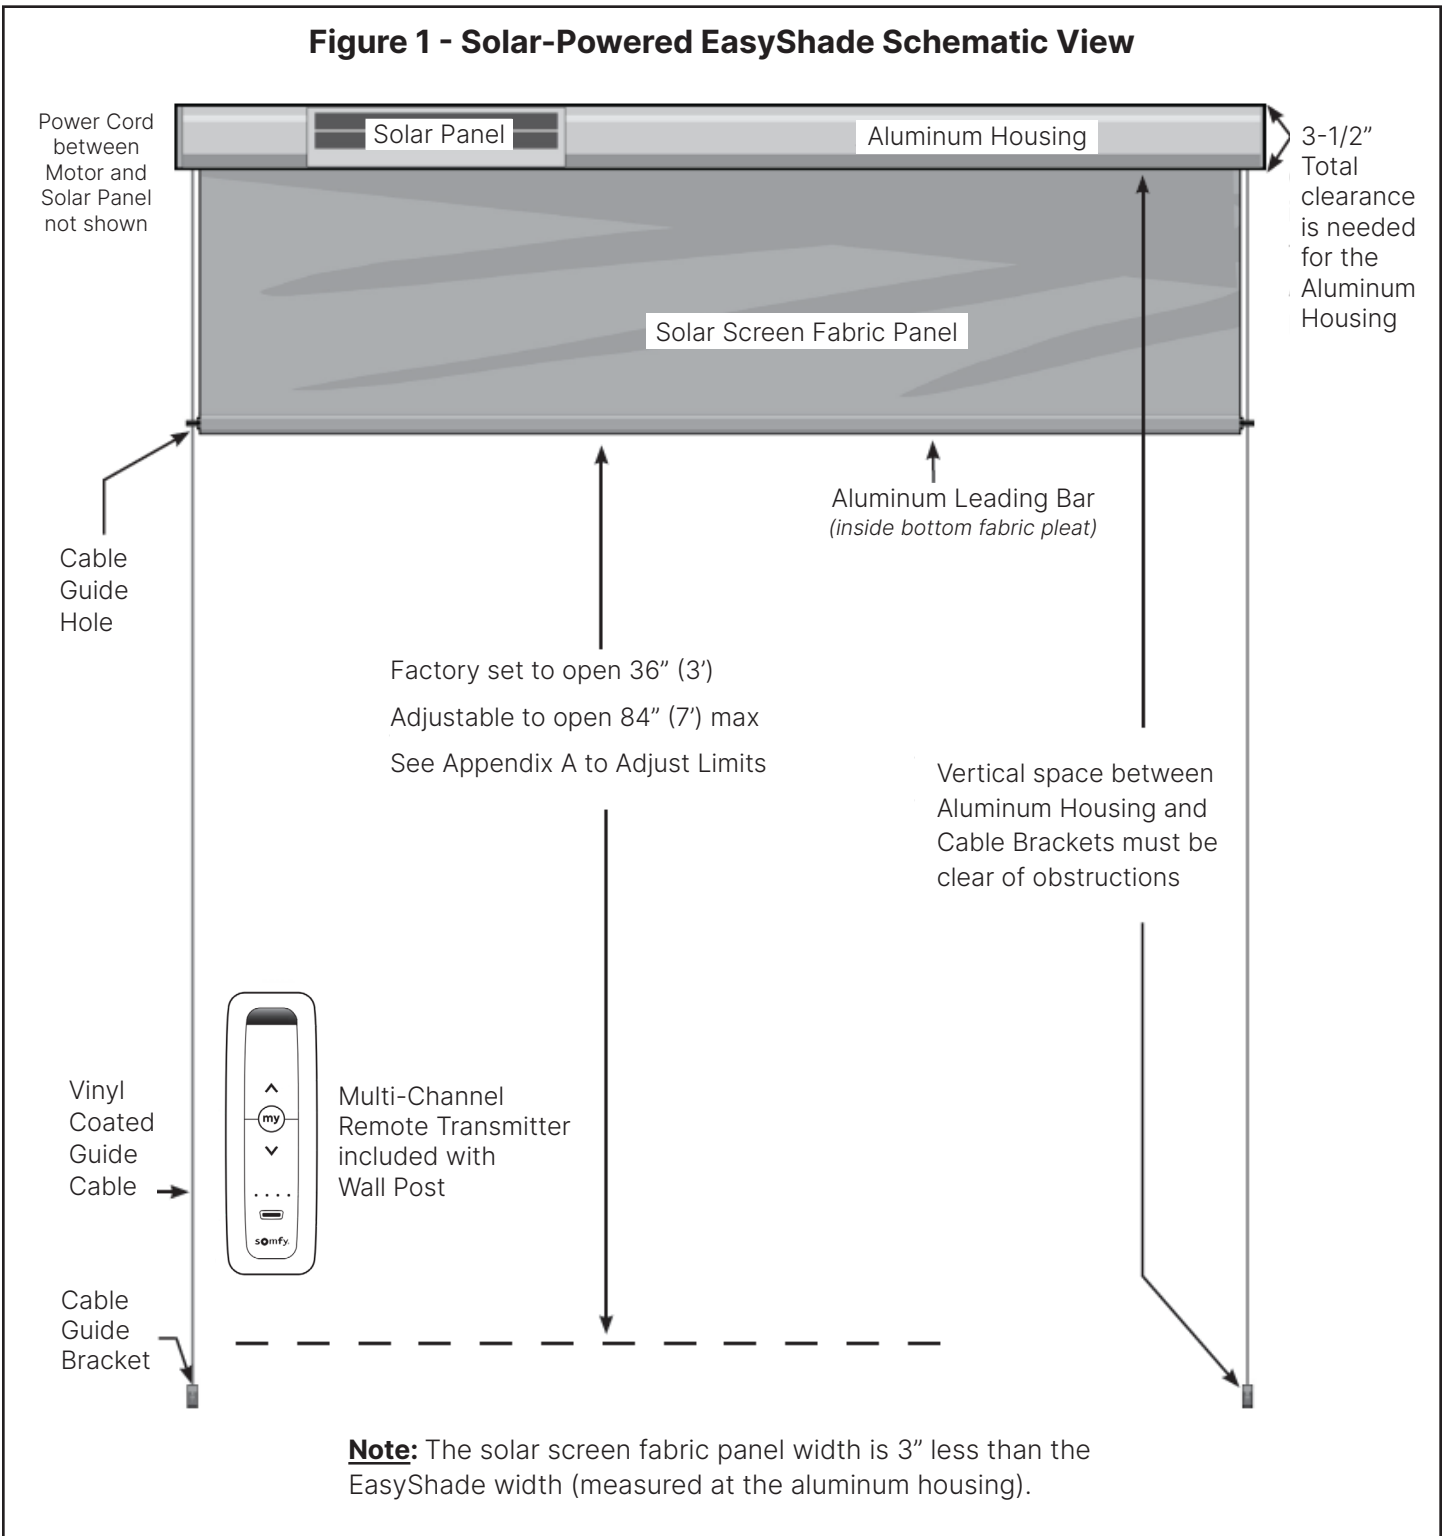 Figure 1 - Solar-Powered EasyShade Schematic View
Power Cord
between
Motor and
Solar Panel
not shown
Solar Panel
Aluminum Housing
3-1/2”
Total
clearance
is needed
for the
Aluminum
Housing
Solar Screen Fabric Panel
Aluminum Leading Bar
(inside bottom fabric pleat)
Cable
Guide
Hole
Factory set to open 36” (3’)
Adjustable to open 84” (7’) max
See Appendix A to Adjust Limits
Vertical space between
Aluminum Housing and
Cable Brackets must be
clear of obstructions
Vinyl
Coated
Guide
Cable
my
somfy.
Multi-Channel
Remote Transmitter
included with
Wall Post
Cable
Guide
Bracket
Note: The solar screen fabric panel width is 3” less than the
EasyShade width (measured at the aluminum housing).